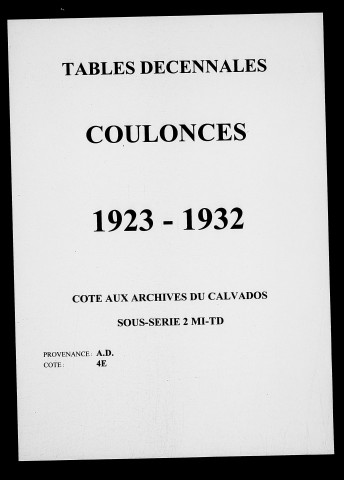 TABLES DECENNALES
COULONCES
1923 - 1932
COTE AUX ARCHIVES DU CALVADOS
SOUS-SERIE 2 MI-TD
PROVENANCE: A.D.
COTE: 4E